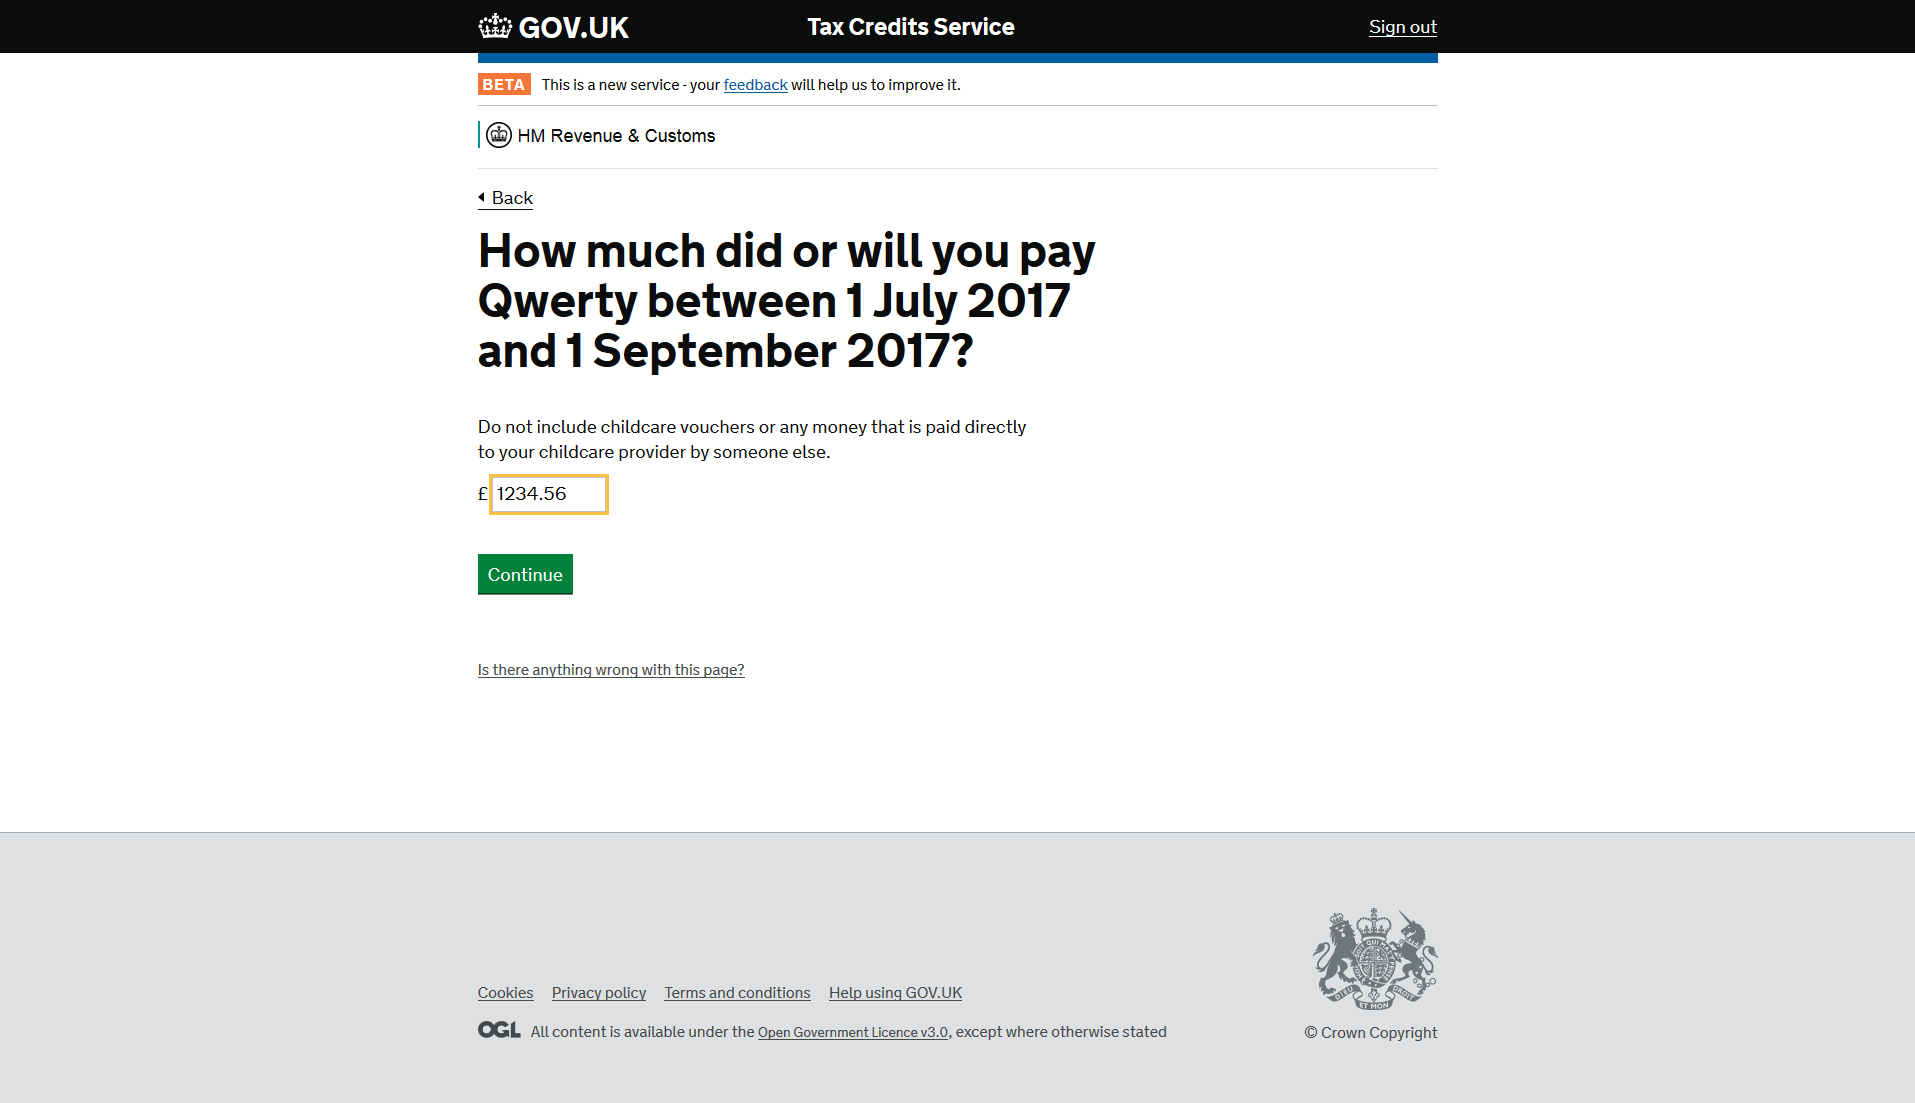 GOV.UK
Tax Credits Service
Sign out
BETA This is a new service - your feedback will help us to improve it.
HM Revenue & Customs
Back
How much did or will you pay
Qwerty between 1 July 2017
and 1 September 2017?
Do not include childcare vouchers or any money that is paid directly
to your childcare provider by someone else.
£ 1234.56
Continue
Is there anything wrong with this page?
Cookies Privacy policy Terms and conditions Help using GOV.UK
OGL All content is available under the Open Government Licence v3.0, except where otherwise stated
DIEU ET MON DROIT
© Crown Copyright